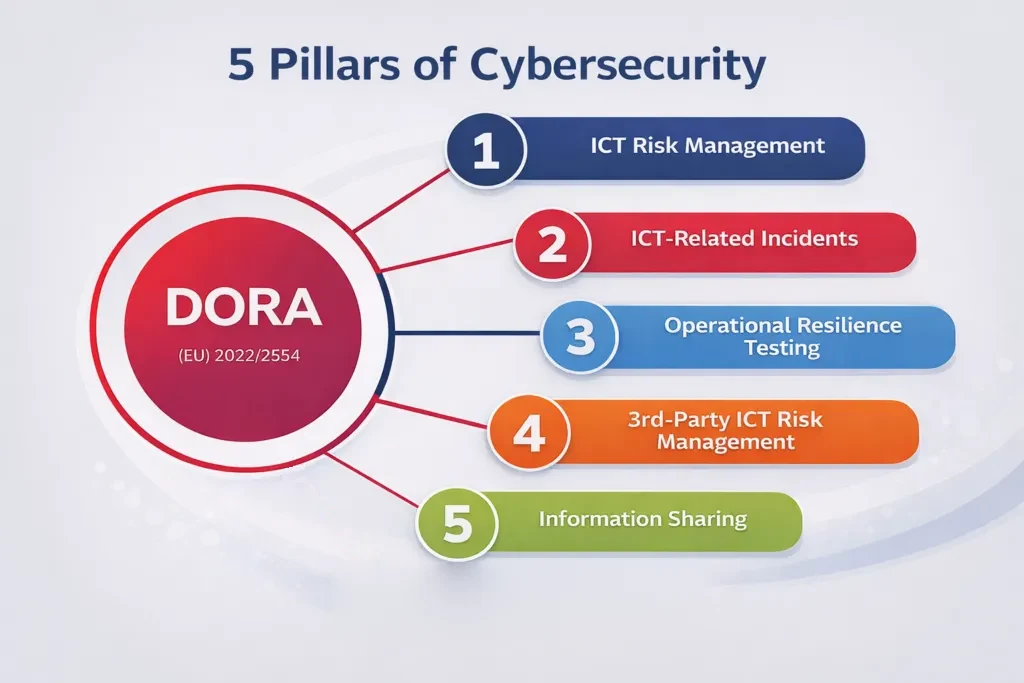 5 Pillars of Cybersecurity
1
ICT Risk Management
2
ICT-Related Incidents
DORA
(EU) 2022/2554
3
Operational Resilience
Testing
4
3rd-Party ICT Risk
Management
5
Information Sharing